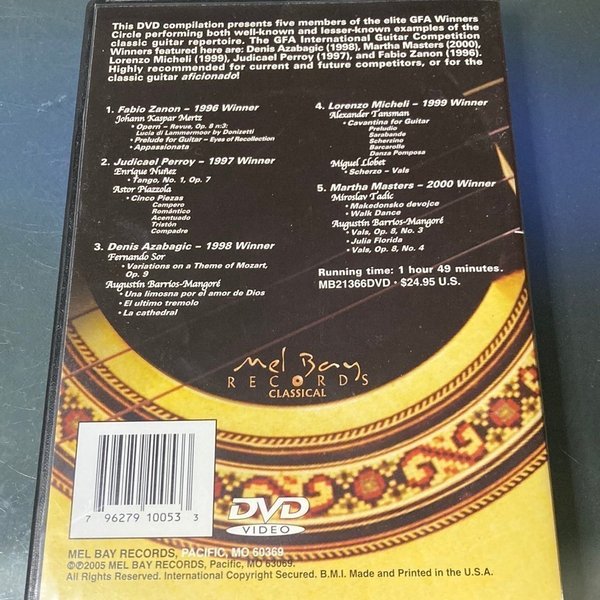 This DVD compilation presents five members of the elite GFA Winners
Circle performing both well-known and lesser-known examples of the
classic guitar repertoire. The GFA International Guitar Competition
Winners featured here are: Denis Azabagic (1998), Martha Masters (2000),
Lorenzo Micheli (1999), Judicael Perroy (1997), and Fabio Zanon (1996).
Highly recommended for current and future competitors, or for the
classic guitar aficionado!
1. Fabio Zanon – 1996 Winner
Johann Kaspar Mertz
• Opern – Revue, Op. 8 n:3:
Lucia di Lammermoor by Donizetti
• Prelude for Guitar – Eyes of Recollection
• Appassionata
2. Judicael Perroy – 1997 Winner
Enrique Nuñez
• Tango, No. 1, Op. 7
Astor Piazzola
• Cinco Piezas
Campero
Romántico
Acentuado
Tristón
Compadre
3. Denis Azabagic – 1998 Winner
Fernando Sor
• Variations on a Theme of Mozart,
Op. 9
Augustín Barrios-Mangoré
• Una limosna por el amor de Dios
• El ultimo tremolo
• La cathedral
4. Lorenzo Micheli – 1999 Winner
Alexander Tansman
• Cavantina for Guitar
Preludio
Sarabande
Scherzino
Barcarolle
Danza Pomposa
Miguel Llobet
• Scherzo – Vals
5. Martha Masters – 2000 Winner
Miroslav Tadic
• Makedonsko devojce
• Walk Dance
Augustín Barrios-Mangoré
• Vals, Op. 8, No. 3
• Julia Florida
• Vals, Op. 8, No. 4
Running time: 1 hour 49 minutes.
MB21366DVD • $24.95 U.S.
Mel Bay
RECORDS
CLASSICAL
7 96279 10053 3
DVD
VIDEO
MEL BAY RECORDS, PACIFIC, MO 63069.
©℗2005 MEL BAY RECORDS, Pacific, MO 63069.
All Rights Reserved. International Copyright Secured. B.M.I. Made and Printed in the U.S.A.